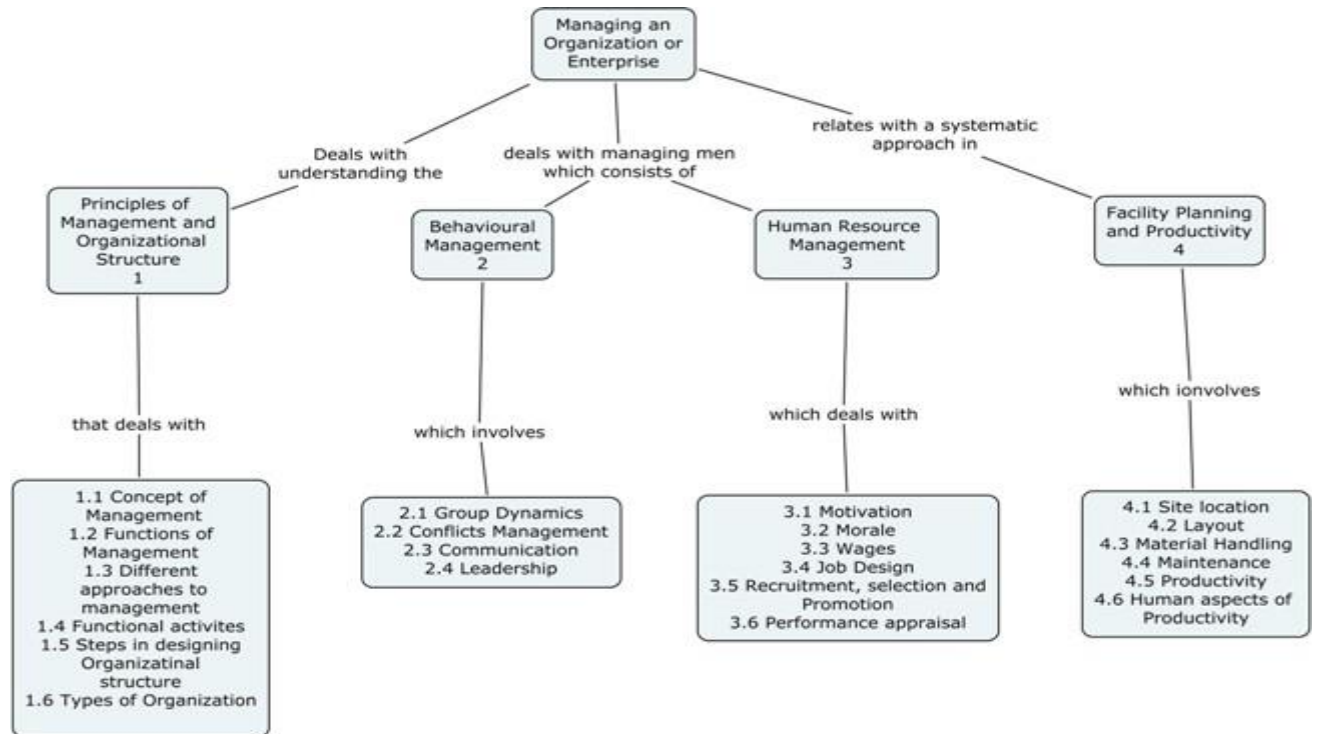 Managing an
Organization or
Enterprise
Deals with
understanding the
deals with managing men
which consists of
relates with a systematic
approach in
Principles of
Management and
Organizational
Structure
1
Behavioural
Management
2
Human Resource
Management
3
Facility Planning
and Productivity
4
that deals with
which involves
which deals with
which ionvolves
1.1 Concept of
Management
1.2 Functions of
Management
1.3 Different
approaches to
management
1.4 Functional activites
1.5 Steps in designing
Organizatinal
structure
1.6 Types of Organization
2.1 Group Dynamics
2.2 Conflicts Management
2.3 Communication
2.4 Leadership
3.1 Motivation
3.2 Morale
3.3 Wages
3.4 Job Design
3.5 Recruitment, selection and
Promotion
3.6 Performance appraisal
4.1 Site location
4.2 Layout
4.3 Material Handling
4.4 Maintenance
4.5 Productivity
4.6 Human aspects of
Productivity